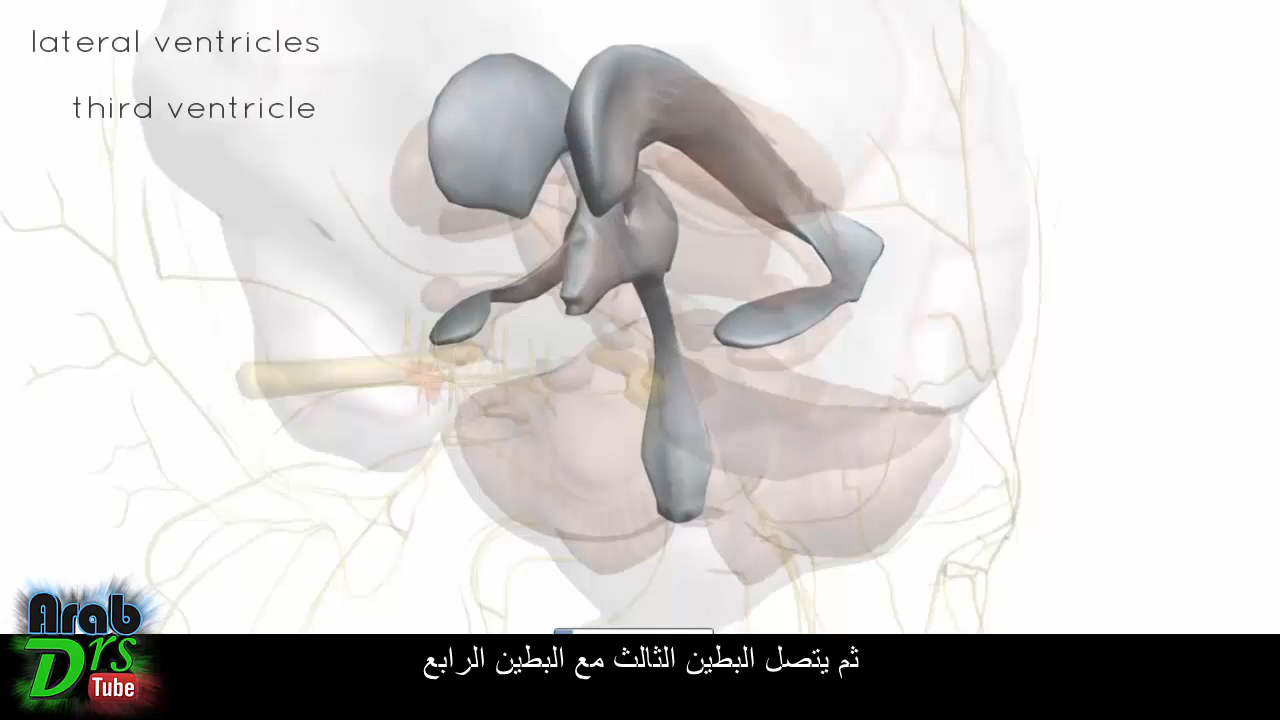 lateral ventricles
third ventricle
ثم يتصل البطين الثالث مع البطين الرابع
Arab
Drs
Tube